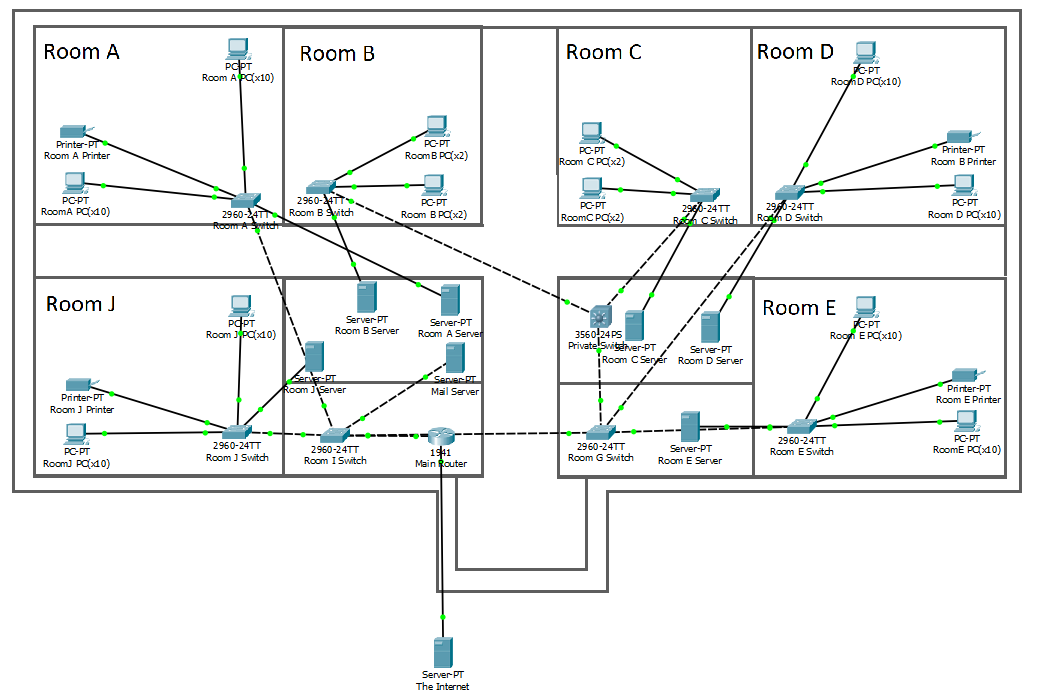 Room A
PC-PT
Room A PC(x10)
Printer-PT
Room A Printer
PC-PT
RoomA PC(x10)
2960-24TT
Room A Switch
Room B
PC-PT
RoomB PC(x2)
PC-PT
Room B PC(x2)
2960-24TT
Room B Switch
Room C
PC-PT
Room C PC(x2)
PC-PT
RoomC PC(x2)
2960-24TT
Room C Switch
Room D
PC-PT
RoomD PC(x10)
Printer-PT
Room B Printer
PC-PT
Room D PC(x10)
2960-24TT
Room D Switch
Room J
PC-PT
Room J PC(x10)
Printer-PT
Room J Printer
PC-PT
RoomJ PC(x10)
2960-24TT
Room J Switch
Server-PT
Room B Server
Server-PT
Room A Server
Server-PT
Room J Server
Server-PT
Mail Server
2960-24TT
Room I Switch
1941
Main Router
3560-24PS
Private Switch
Server-PT
Room C Server
Server-PT
Room D Server
2960-24TT
Room G Switch
Server-PT
Room E Server
Room E
PC-PT
Room E PC(x10)
Printer-PT
Room E Printer
PC-PT
RoomE PC(x10)
2960-24TT
Room E Switch
Server-PT
The Internet